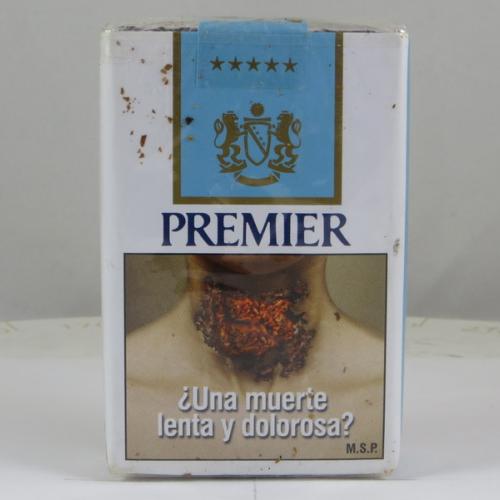 PREMIER
¿Una muerte
lenta y dolorosa?
M.S.P.